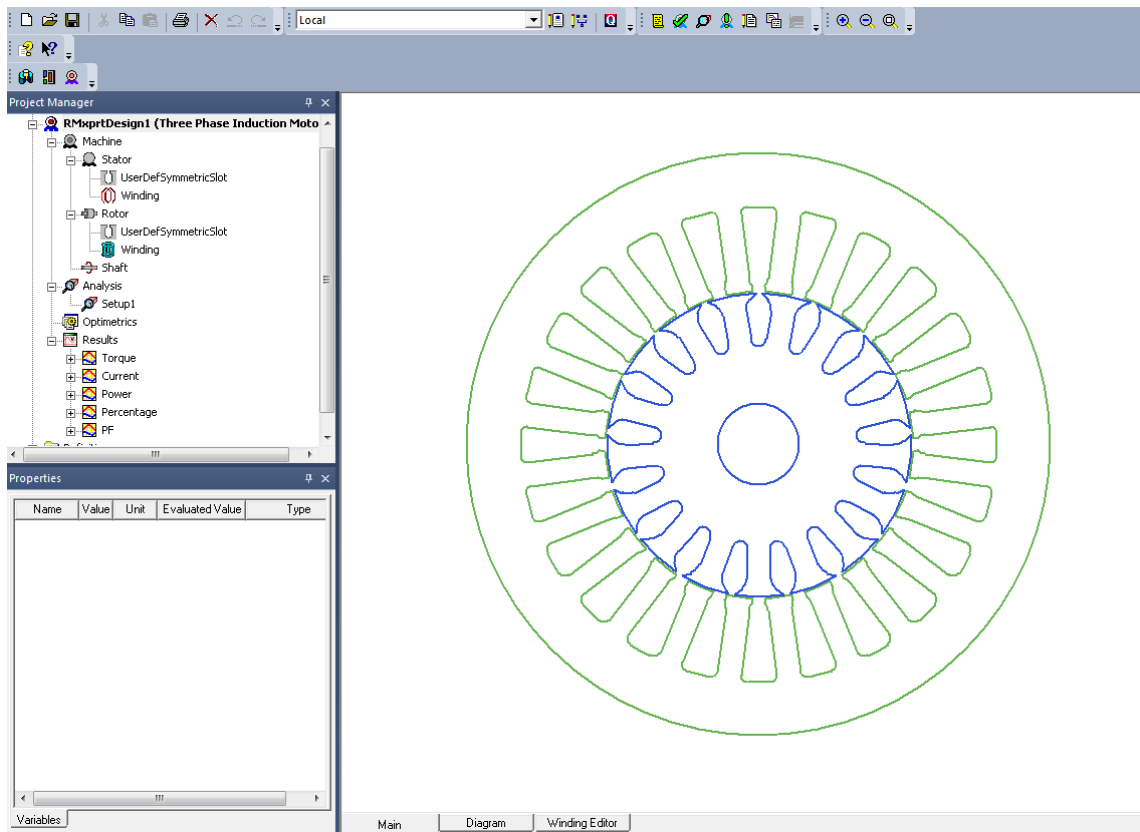 Local
Project Manager
RMxprtDesign1 (Three Phase Induction Moto
Machine
Stator
UserDefSymmetricSlot
Winding
Rotor
UserDefSymmetricSlot
Winding
Shaft
Analysis
Setup1
Optimetrics
Results
Torque
Current
Power
Percentage
PF
Properties
Name Value Unit Evaluated Value Type
Variables
Main Diagram Winding Editor